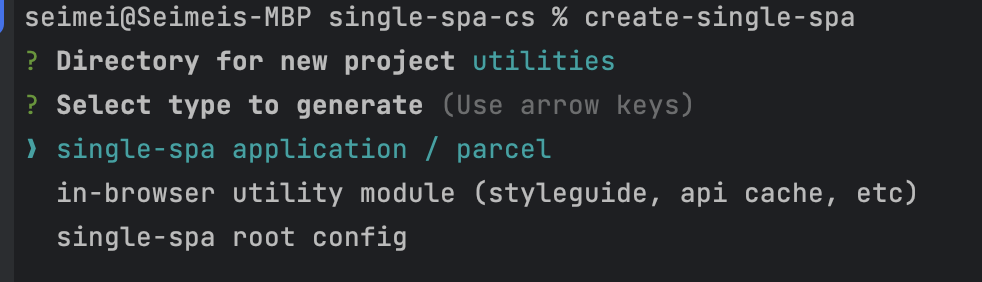 seimei@Seimeis-MBP single-spa-cs % create-single-spa
? Directory for new project utilities
? Select type to generate (Use arrow keys)
❯ single-spa application / parcel
  in-browser utility module (styleguide, api cache, etc)
  single-spa root config